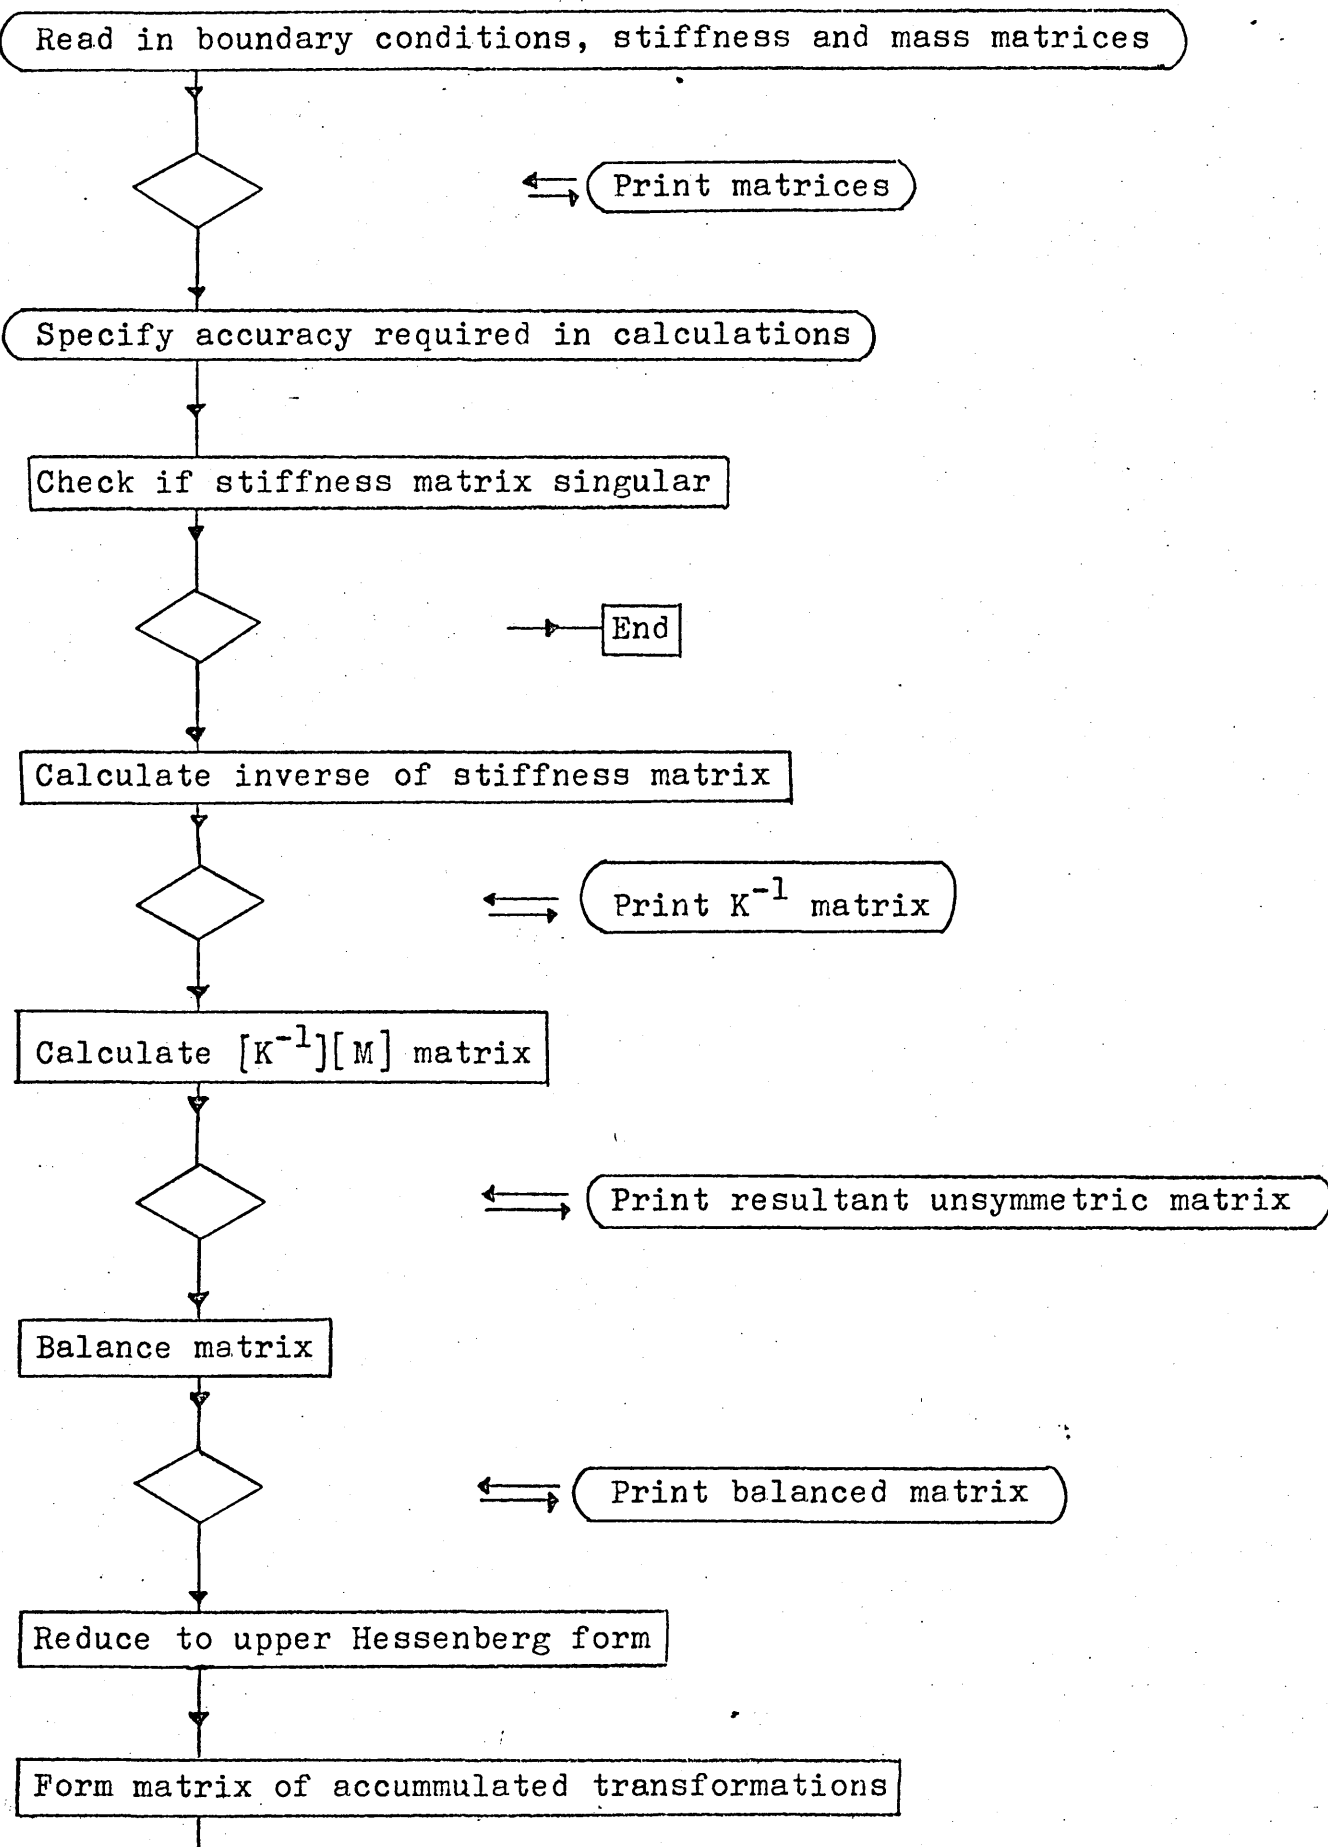 Read in boundary conditions, stiffness and mass matrices
Print matrices
Specify accuracy required in calculations
Check if stiffness matrix singular
End
Calculate inverse of stiffness matrix
Print K⁻¹ matrix
Calculate [K⁻¹][M] matrix
Print resultant unsymmetric matrix
Balance matrix
Print balanced matrix
Reduce to upper Hessenberg form
Form matrix of accummulated transformations